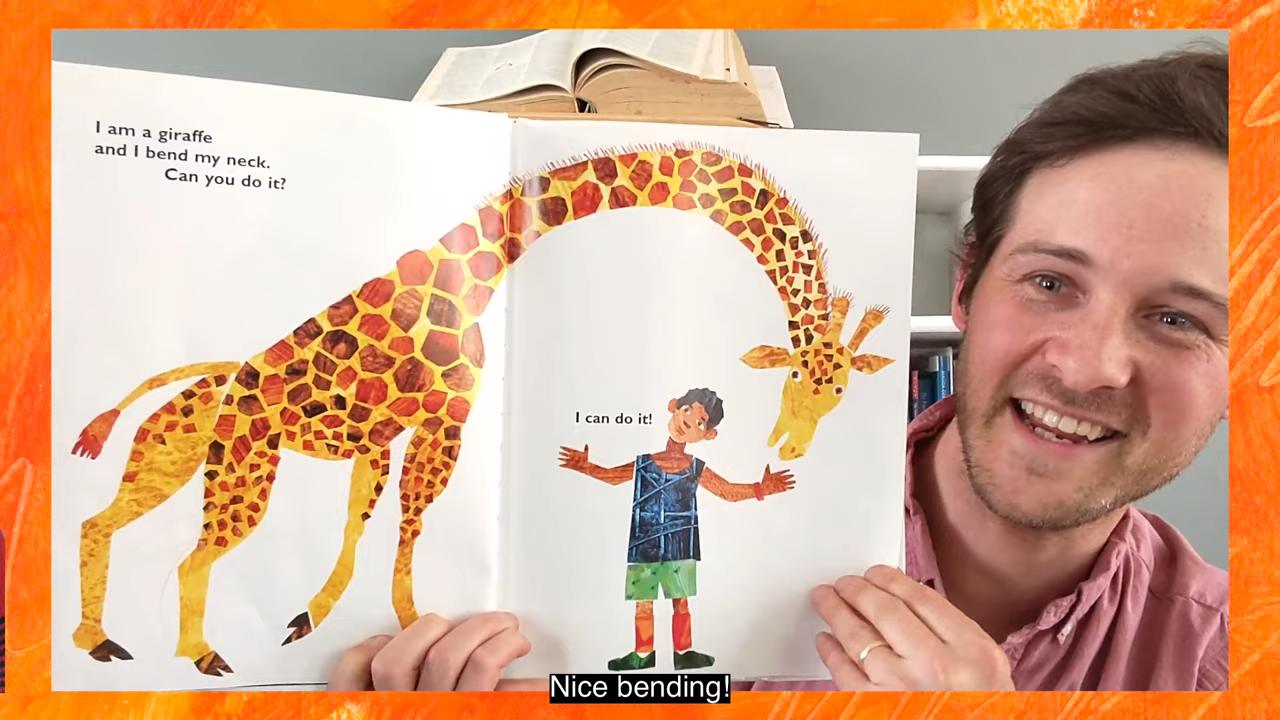 I am a giraffe
and I bend my neck.
Can you do it?
I can do it!
Nice bending!